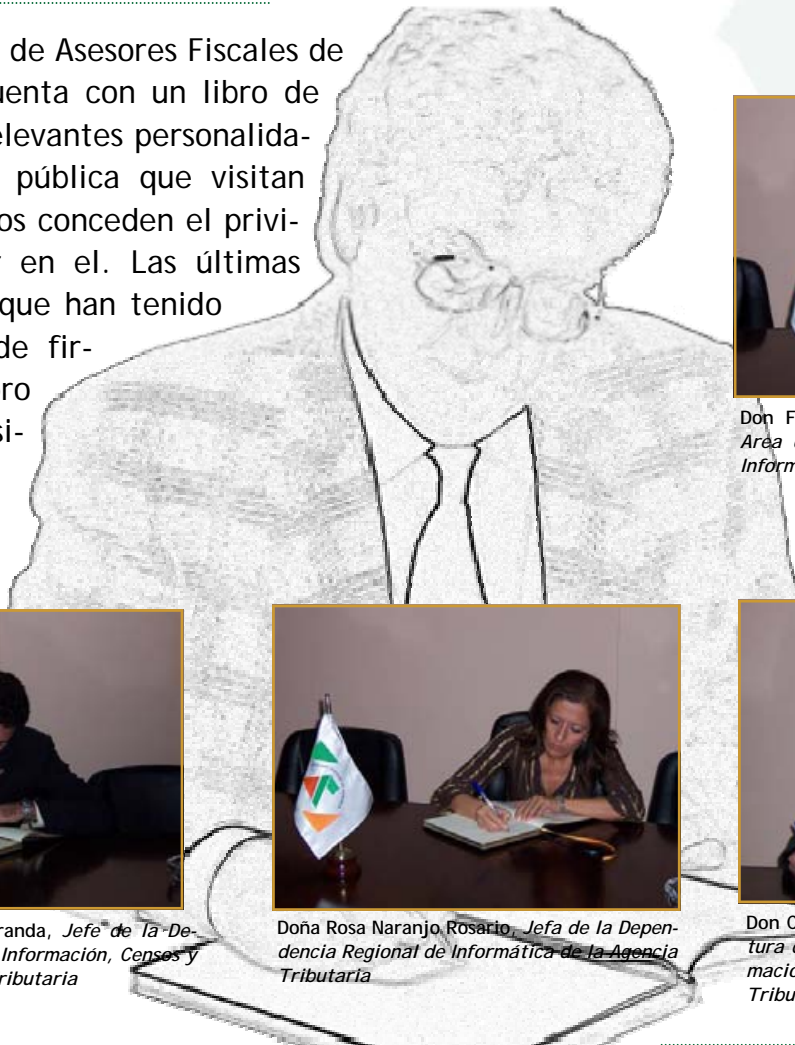 de Asesores Fiscales de
uenta con un libro de
elevantes personalida-
pública que visitan
os conceden el privi-
en el. Las últimas
que han tenido
de fir-
ro
si-
Don F
Area
Inform
randa, Jefe de la De-
Información, Censos y
ributaria
Doña Rosa Naranjo Rosario, Jefa de la Depen-
dencia Regional de Informática de la Agencia
Tributaria
Don
tura
mació
Tribu